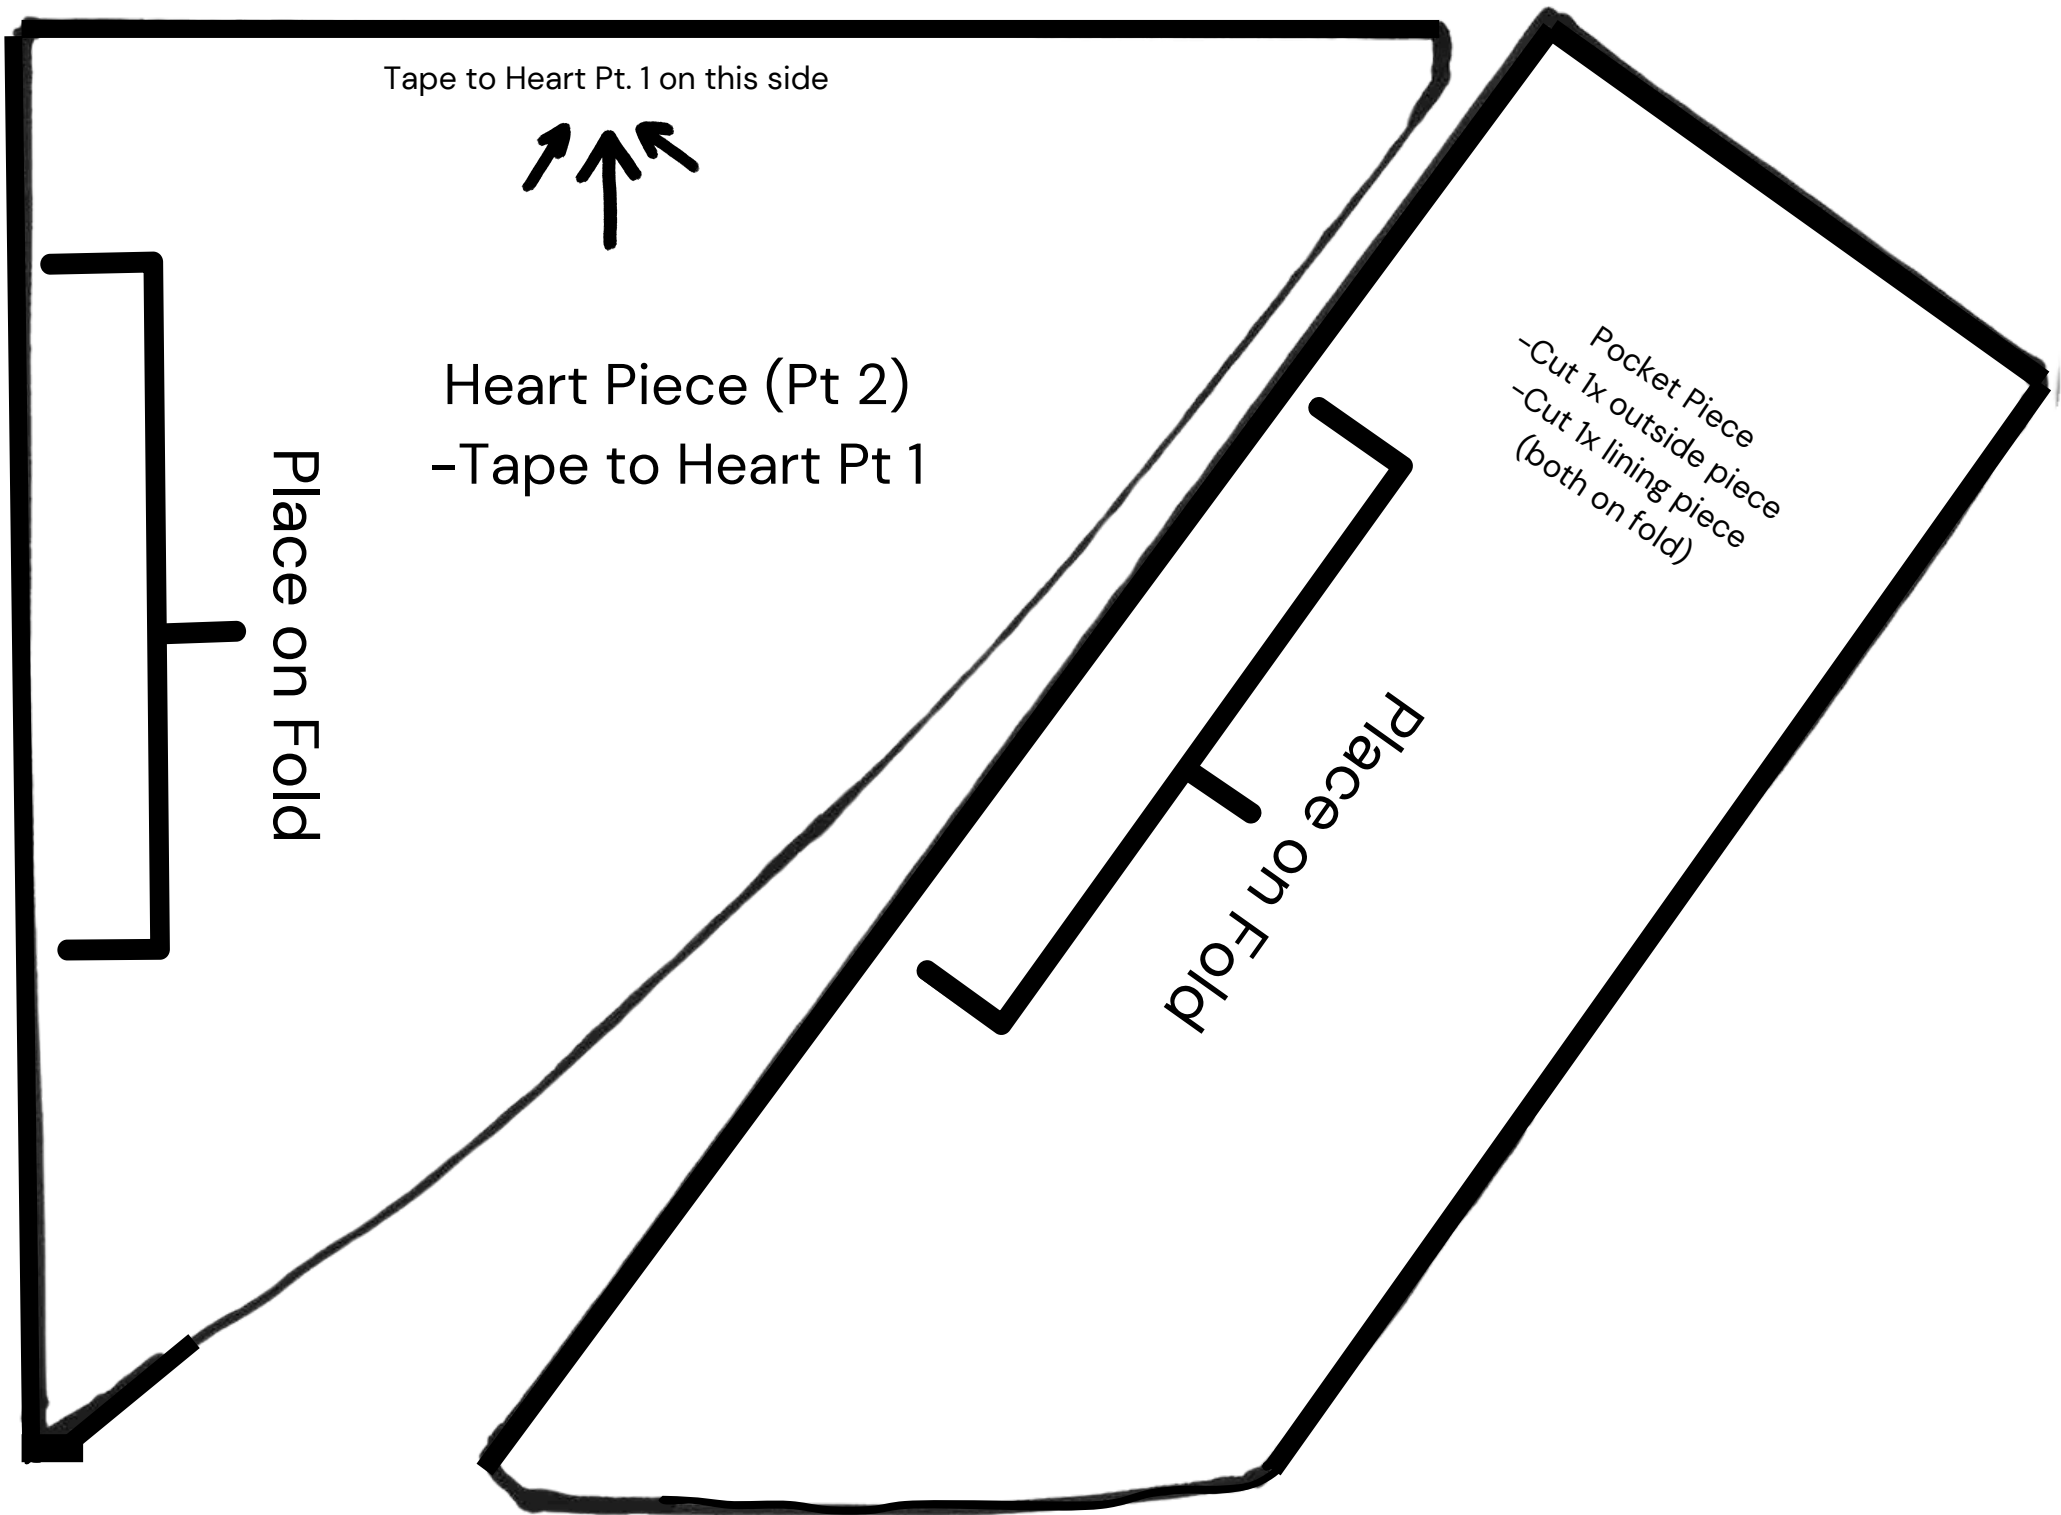 Tape to Heart Pt. 1 on this side
Heart Piece (Pt 2)
-Tape to Heart Pt 1
Place on Fold
Pocket Piece
-Cut 1x outside piece
-Cut 1x lining piece
(both on fold)
Place on Fold